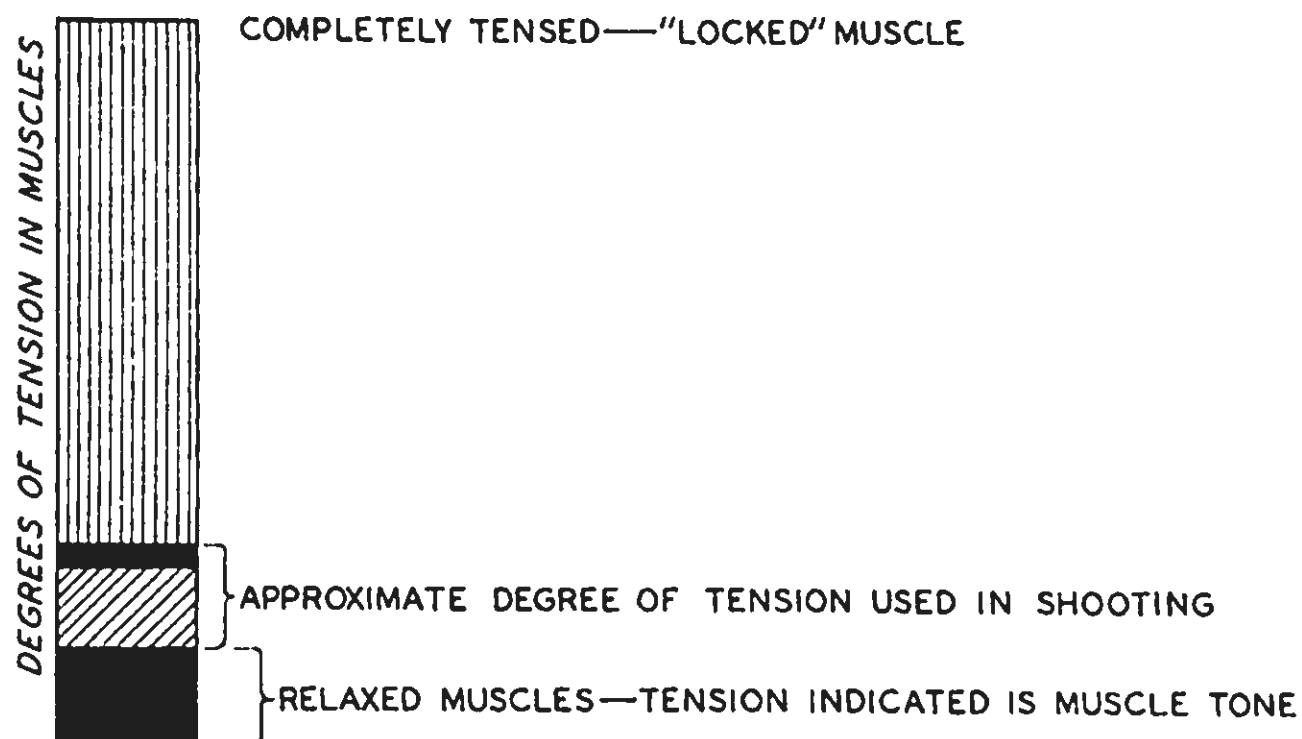 DEGREES OF TENSION IN MUSCLES
COMPLETELY TENSED—"LOCKED" MUSCLE
APPROXIMATE DEGREE OF TENSION USED IN SHOOTING
RELAXED MUSCLES—TENSION INDICATED IS MUSCLE TONE